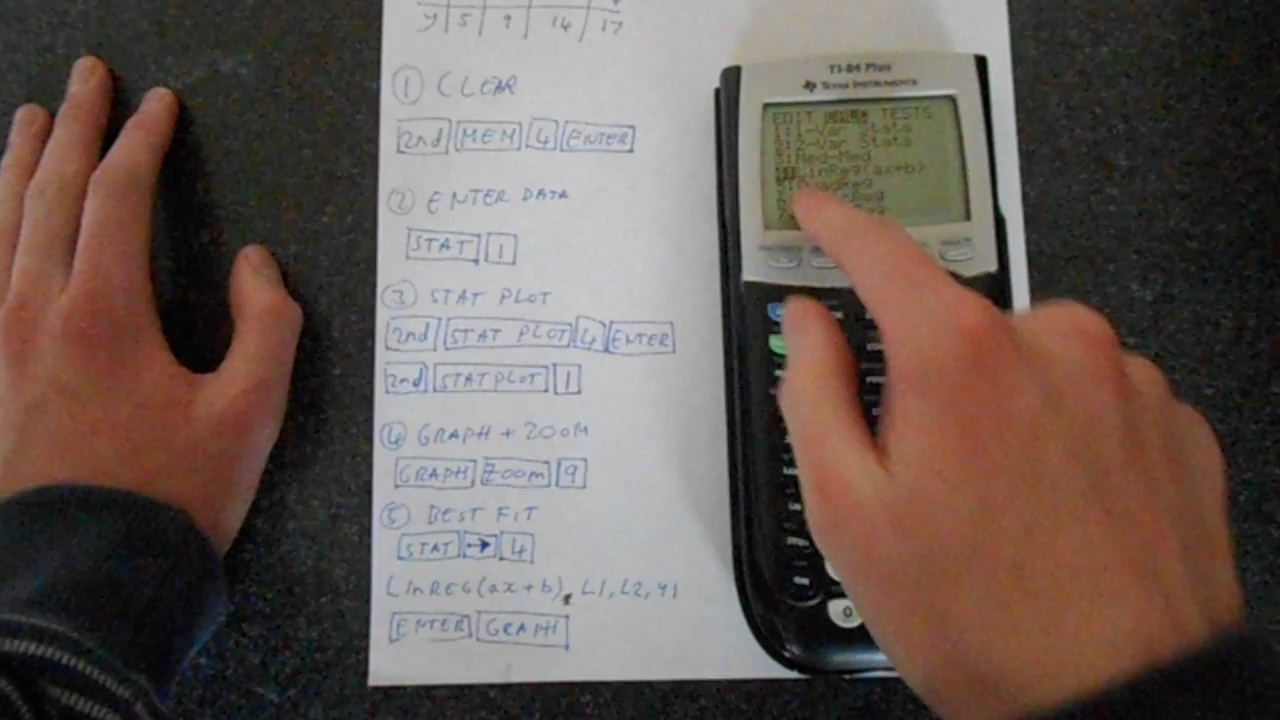 y 5 9 14 17
① CLEAR
2nd MEM 4 ENTER
② ENTER DATA
STAT 1
③ STAT PLOT
2nd STAT PLOT 4 ENTER
2nd STAT PLOT 1
④ GRAPH + ZOOM
GRAPH ZOOM 9
⑤ BEST FIT
STAT → 4
LINREG(ax+b), L1, L2, Y1
ENTER GRAPH
TI-84 Plus
TEXAS INSTRUMENTS
EDIT CALC TESTS
1:1-Var Stats
2:2-Var Stats
3:Med-Med
4:LinReg(ax+b)
QuadReg
0